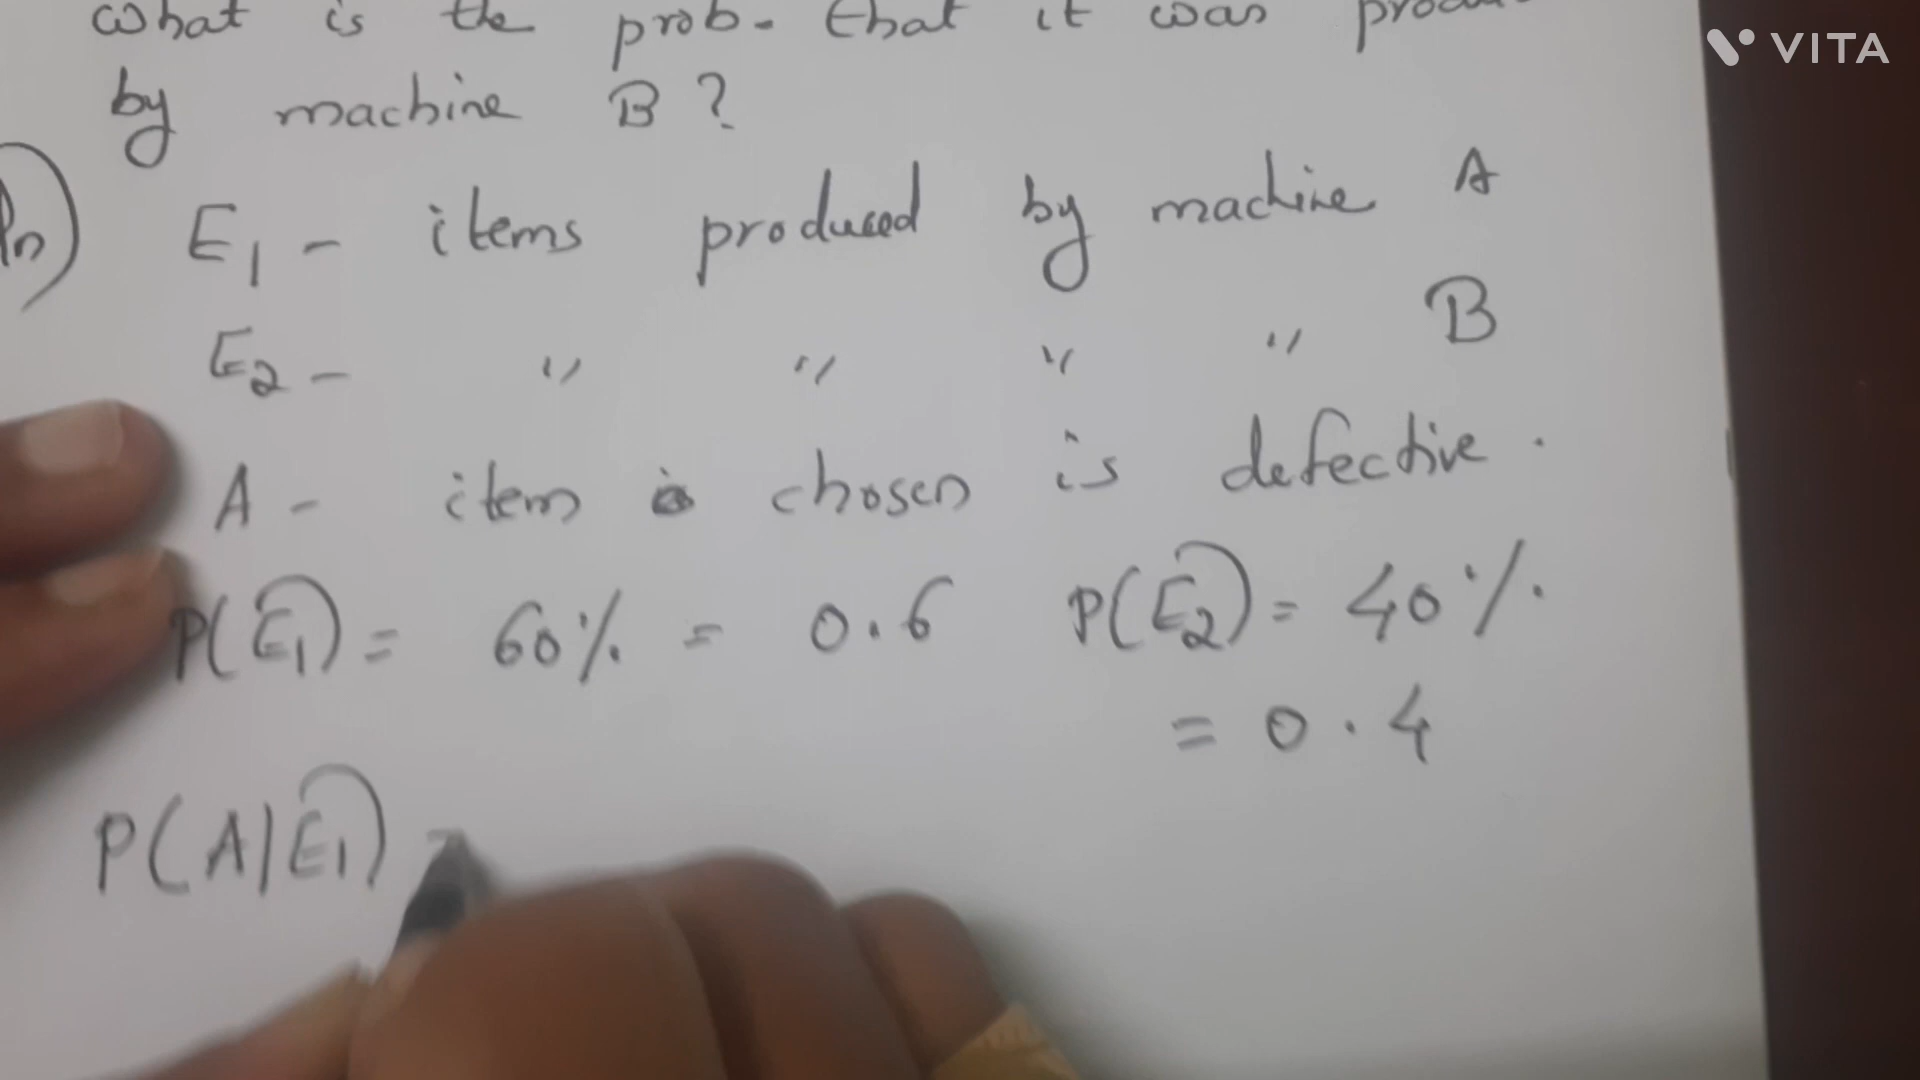 What is the prob. that it was
by machine B ?
E1 - items produced by machine A
E2 - " " " " B
A - item chosen is defective.
P(E1) = 60% = 0.6 P(E2) = 40%.
= 0.4
P(A|E1) =
VITA